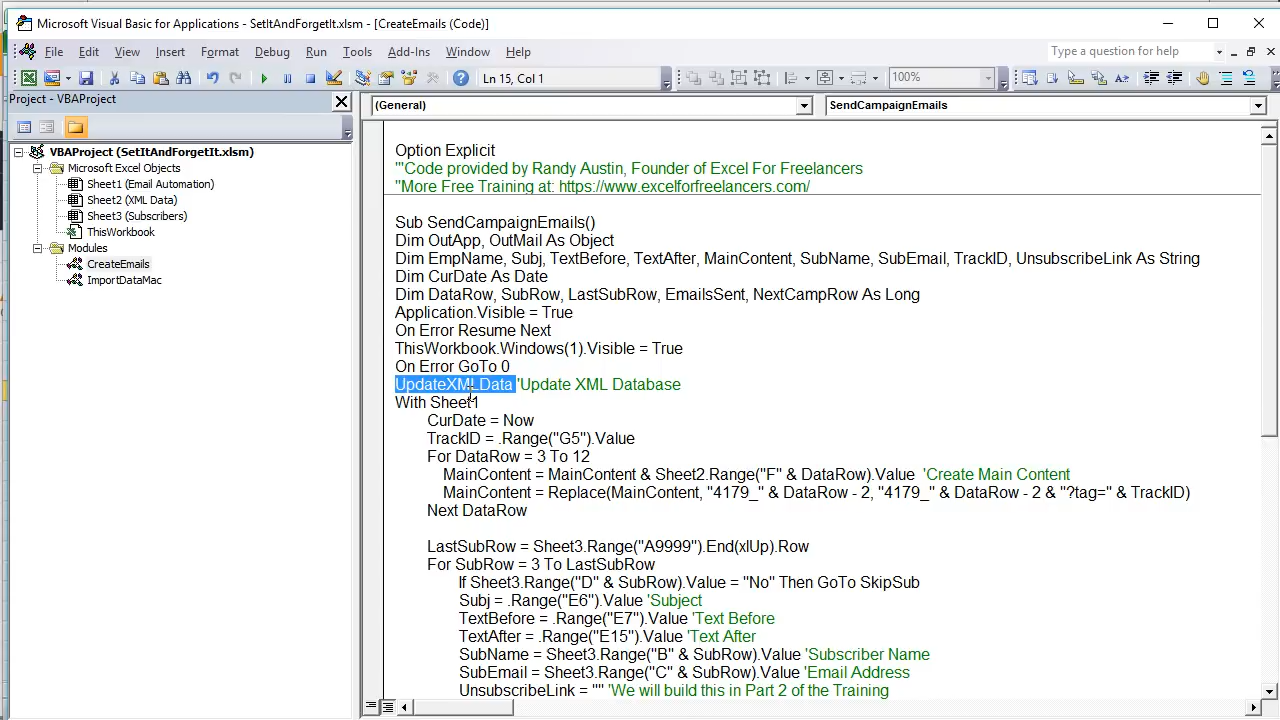 Microsoft Visual Basic for Applications - SetItAndForgetIt.xlsm - [CreateEmails (Code)]
File Edit View Insert Format Debug Run Tools Add-Ins Window Help
Type a question for help
Ln 15, Col 1
100%
Project - VBAProject
(General)
SendCampaignEmails
VBAProject (SetItAndForgetIt.xlsm)
Microsoft Excel Objects
Sheet1 (Email Automation)
Sheet2 (XML Data)
Sheet3 (Subscribers)
ThisWorkbook
Modules
CreateEmails
ImportDataMac
Option Explicit
'"Code provided by Randy Austin, Founder of Excel For Freelancers
"More Free Training at: https://www.excelforfreelancers.com/
Sub SendCampaignEmails()
Dim OutApp, OutMail As Object
Dim EmpName, Subj, TextBefore, TextAfter, MainContent, SubName, SubEmail, TrackID, UnsubscribeLink As String
Dim CurDate As Date
Dim DataRow, SubRow, LastSubRow, EmailsSent, NextCampRow As Long
Application.Visible = True
On Error Resume Next
ThisWorkbook.Windows(1).Visible = True
On Error GoTo 0
UpdateXMLData 'Update XML Database
With Sheet1
CurDate = Now
TrackID = .Range("G5").Value
For DataRow = 3 To 12
MainContent = MainContent & Sheet2.Range("F" & DataRow).Value 'Create Main Content
MainContent = Replace(MainContent, "4179_" & DataRow - 2, "4179_" & DataRow - 2 & "?tag=" & TrackID)
Next DataRow
LastSubRow = Sheet3.Range("A9999").End(xlUp).Row
For SubRow = 3 To LastSubRow
If Sheet3.Range("D" & SubRow).Value = "No" Then GoTo SkipSub
Subj = .Range("E6").Value 'Subject
TextBefore = .Range("E7").Value 'Text Before
TextAfter = .Range("E15").Value 'Text After
SubName = Sheet3.Range("B" & SubRow).Value 'Subscriber Name
SubEmail = Sheet3.Range("C" & SubRow).Value 'Email Address
UnsubscribeLink = "" 'We will build this in Part 2 of the Training